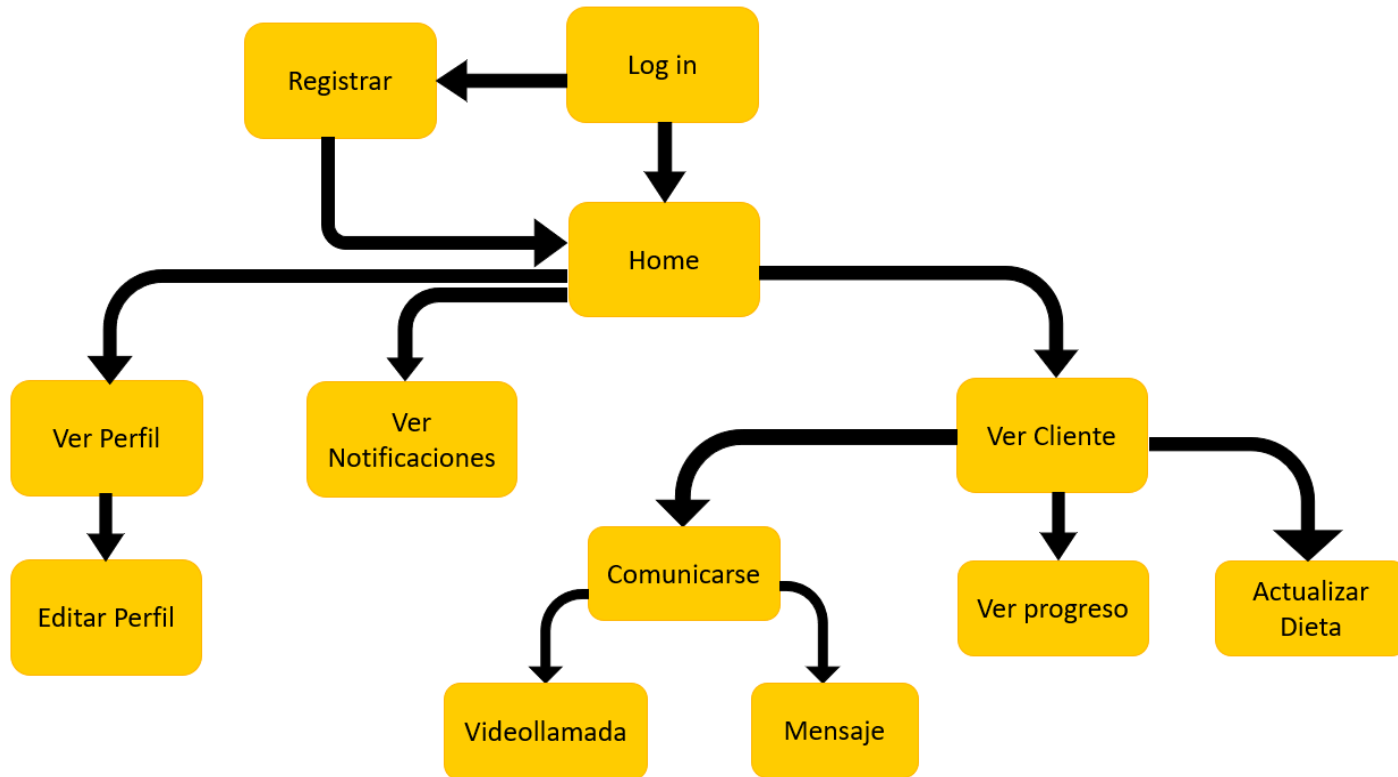 Registrar
Log in
Home
Ver Perfil
Ver
Notificaciones
Ver Cliente
Editar Perfil
Comunicarse
Ver progreso
Actualizar
Dieta
Videollamada
Mensaje